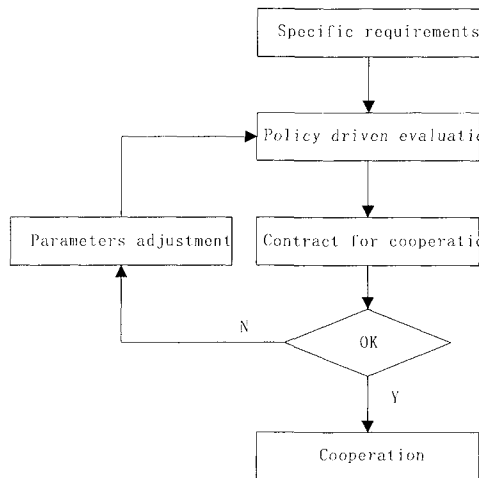 Specific requirements
Policy driven evaluatio
Parameters adjustment
Contract for cooperatio
N
OK
Y
Cooperation